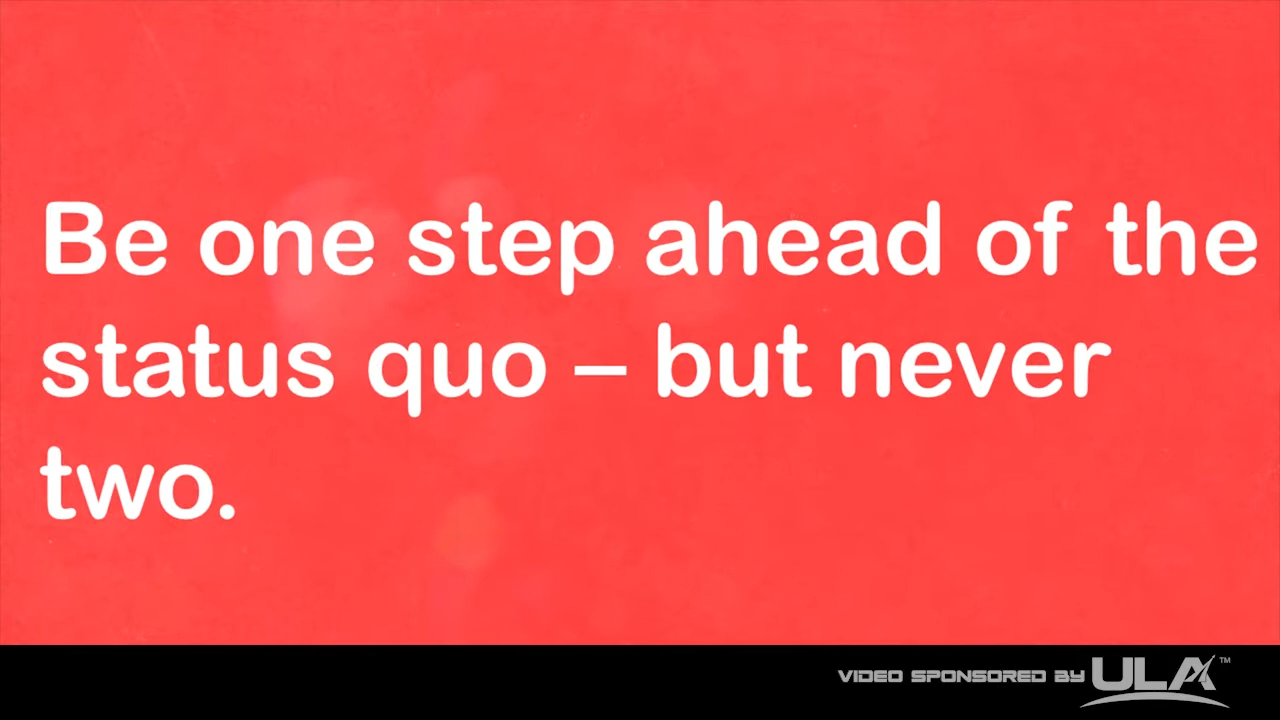 Be one step ahead of the
status quo – but never
two.
VIDEO SPONSORED BY ULA™